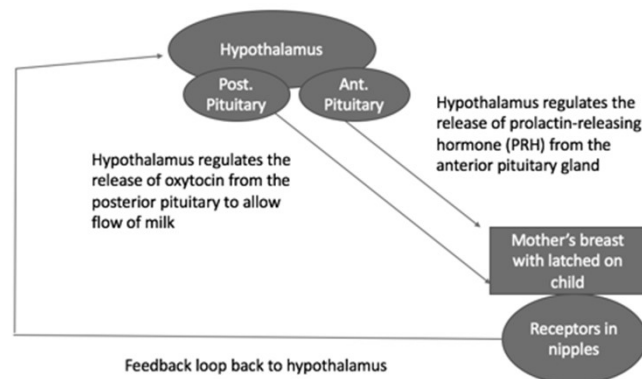 Hypothalamus
Post.
Pituitary
Ant.
Pituitary
Hypothalamus regulates the
release of prolactin-releasing
hormone (PRH) from the
anterior pituitary gland
Hypothalamus regulates the
release of oxytocin from the
posterior pituitary to allow
flow of milk
Mother's breast
with latched on
child
Receptors in
nipples
Feedback loop back to hypothalamus